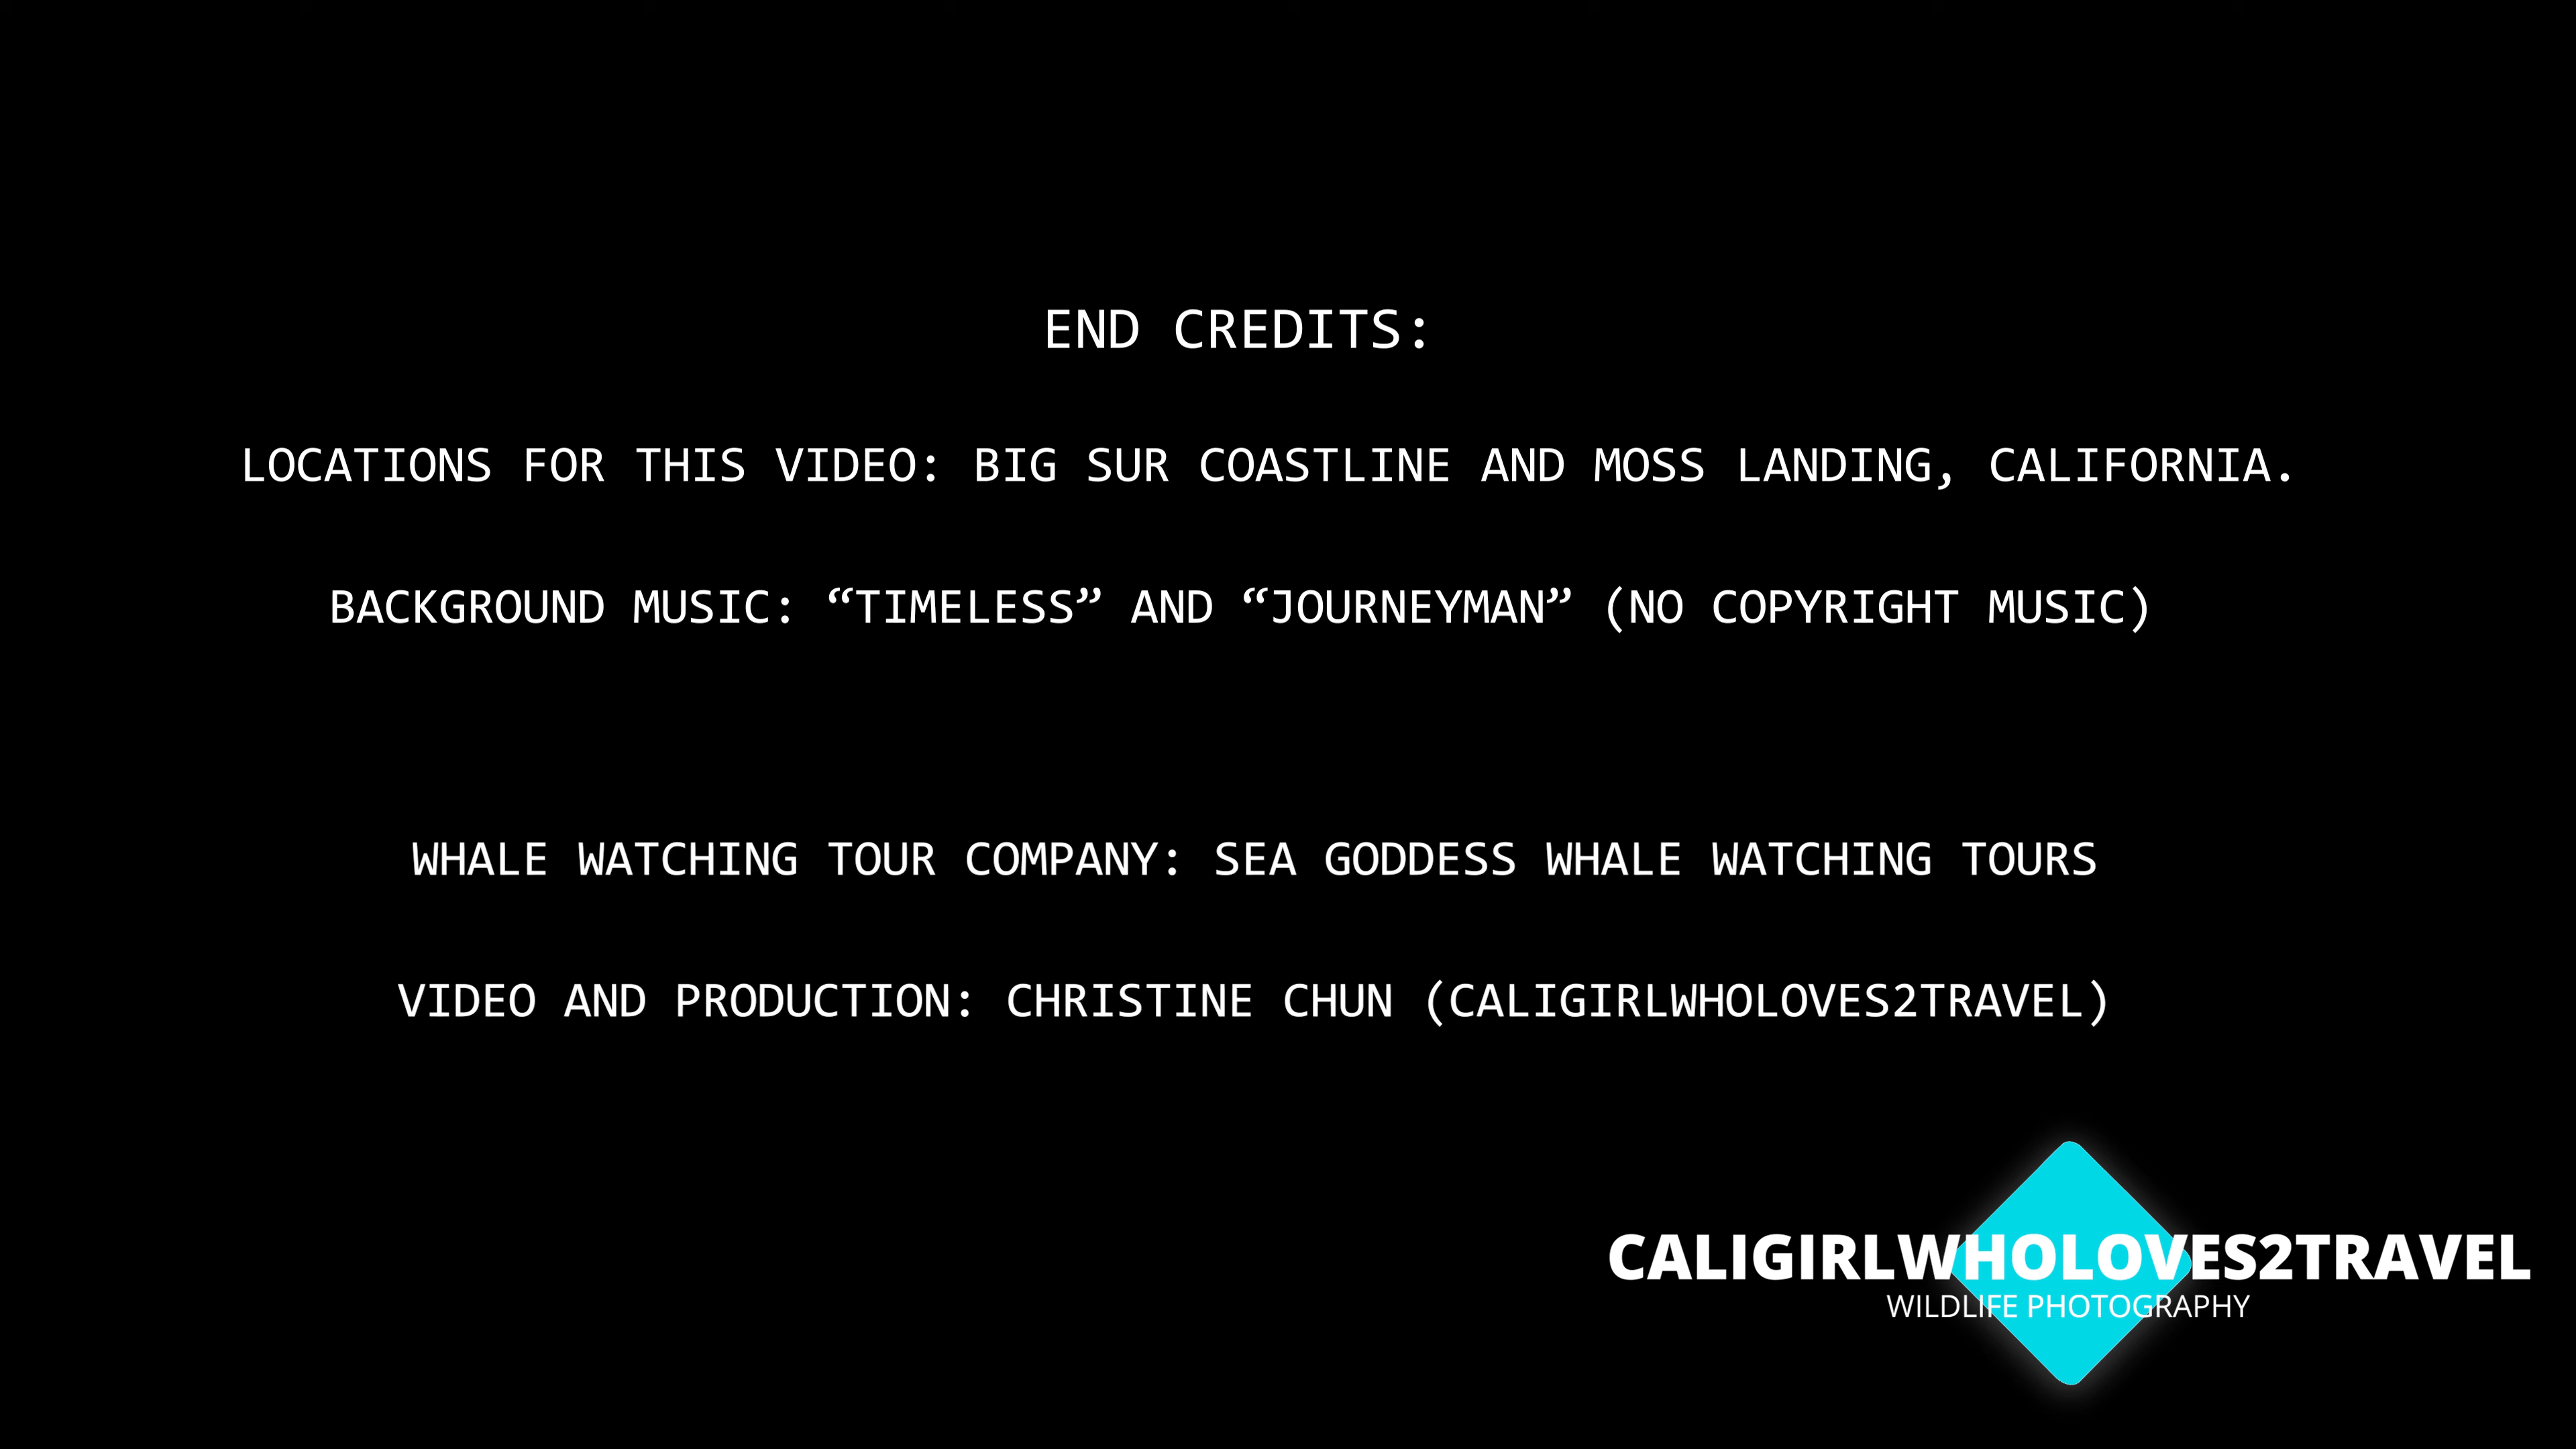 END CREDITS:
LOCATIONS FOR THIS VIDEO: BIG SUR COASTLINE AND MOSS LANDING, CALIFORNIA.
BACKGROUND MUSIC: “TIMELESS” AND “JOURNEYMAN” (NO COPYRIGHT MUSIC)
WHALE WATCHING TOUR COMPANY: SEA GODDESS WHALE WATCHING TOURS
VIDEO AND PRODUCTION: CHRISTINE CHUN (CALIGIRLWHOLOVES2TRAVEL)
CALIGIRLWHOLOVES2TRAVEL
WILDLIFE PHOTOGRAPHY